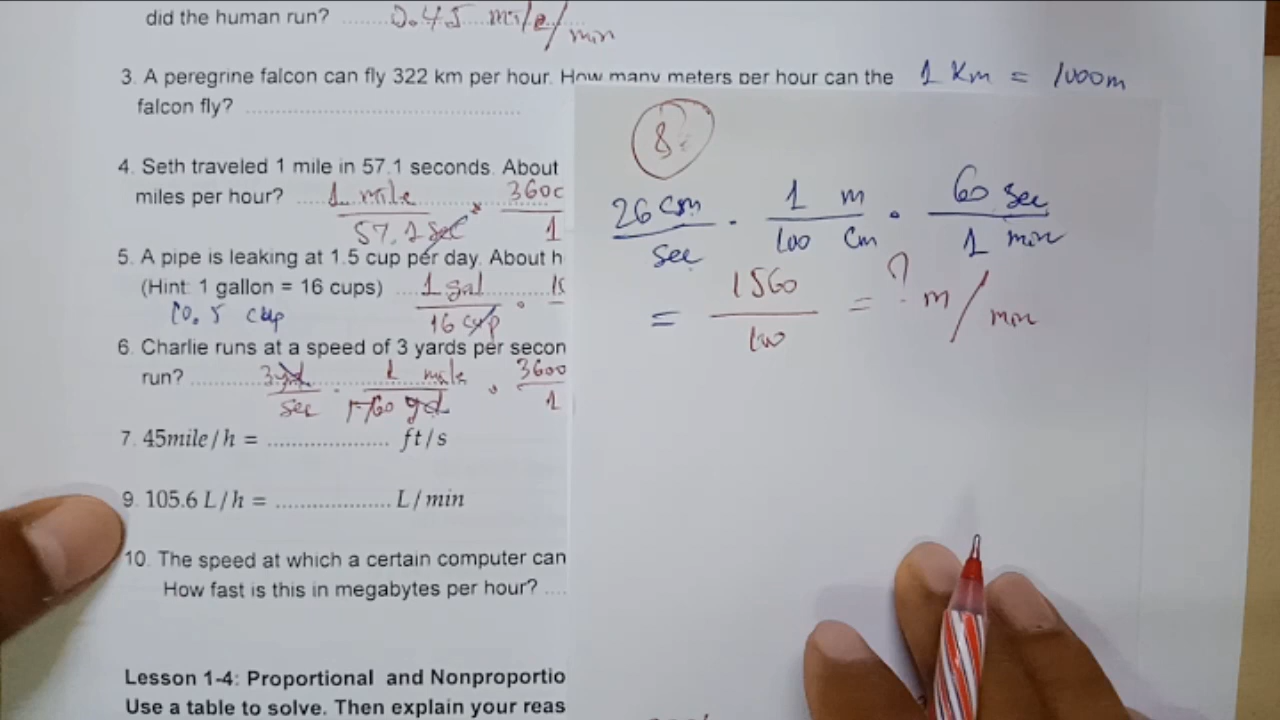 did the human run? .......... 0.45 mile/min
3. A peregrine falcon can fly 322 km per hour. How many meters per hour can the 1 Km = 1000m
falcon fly? ..........
4. Seth traveled 1 mile in 57.1 seconds. About
miles per hour? .... 1 mile / 57.1 sec * 3600 / 1
5. A pipe is leaking at 1.5 cup per day. About h
(Hint: 1 gallon = 16 cups) .... 1 gal / 16 cup .
10.5 cup
6. Charlie runs at a speed of 3 yards per secon
run? .......... 3yd / sec . 1 mile / 1760 yd . 3600 / 1
7. 45mile/h = .................... ft/s
9. 105.6 L/h = ................... L/min
10. The speed at which a certain computer can
How fast is this in megabytes per hour? ....
Lesson 1-4: Proportional and Nonproportio
Use a table to solve. Then explain your reas
8
26 cm / sec . 1 m / 100 cm . 60 sec / 1 min
= 1560 / 100 = ? m/min